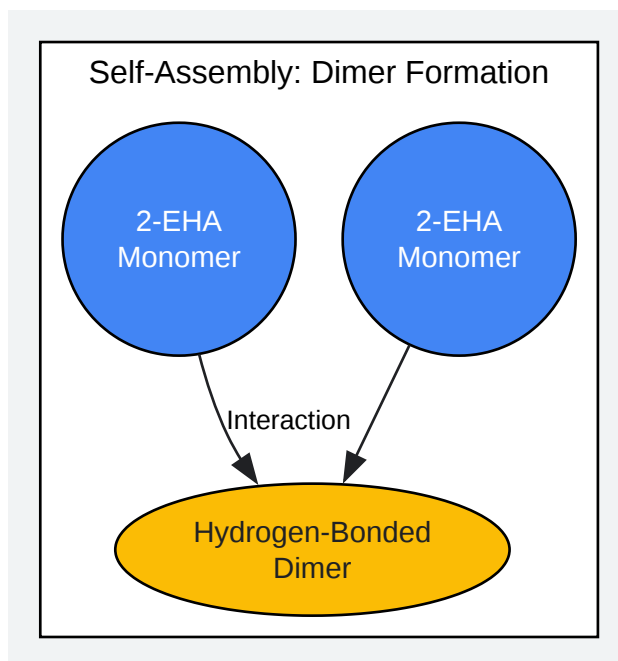 Self-Assembly: Dimer Formation
2-EHA
Monomer
2-EHA
Monomer
Interaction
Hydrogen-Bonded
Dimer